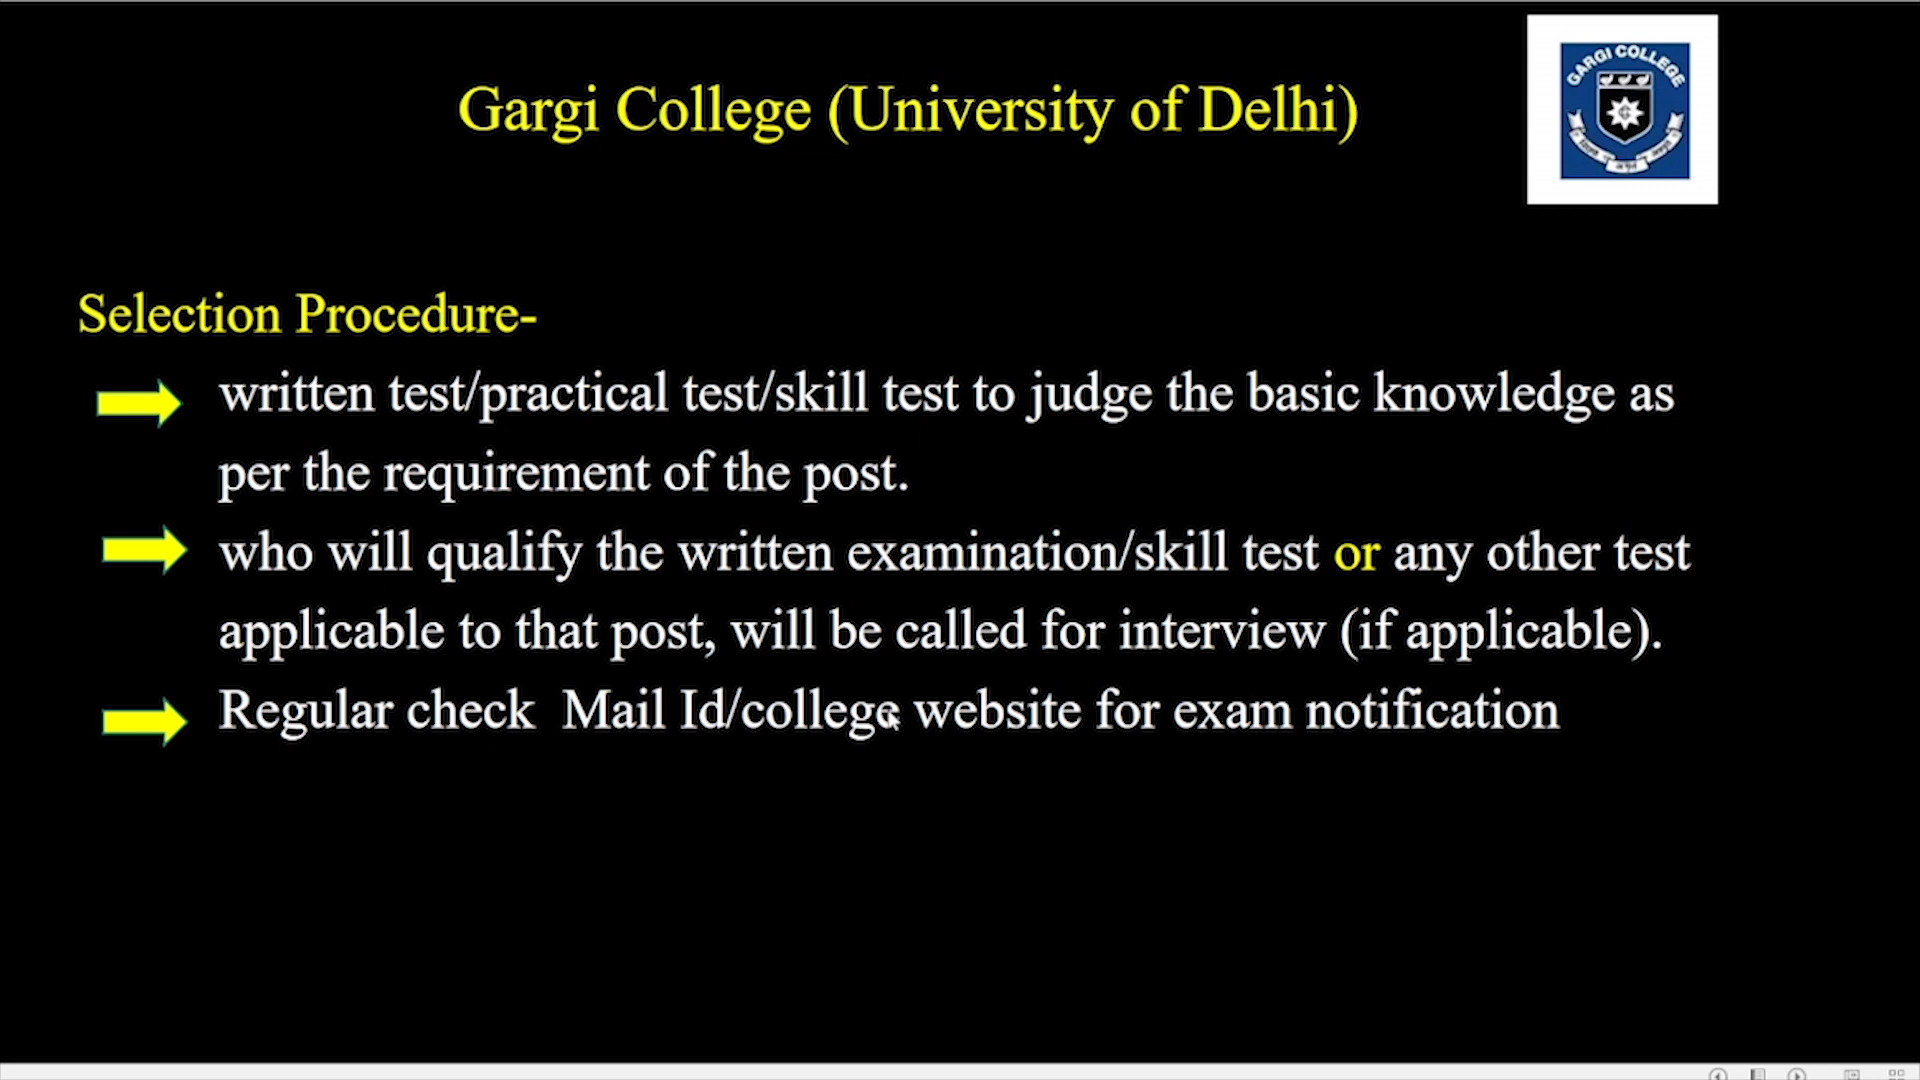 Gargi College (University of Delhi)
GARGI COLLEGE
Selection Procedure-
written test/practical test/skill test to judge the basic knowledge as
per the requirement of the post.
who will qualify the written examination/skill test or any other test
applicable to that post, will be called for interview (if applicable).
Regular check  Mail Id/college website for exam notification